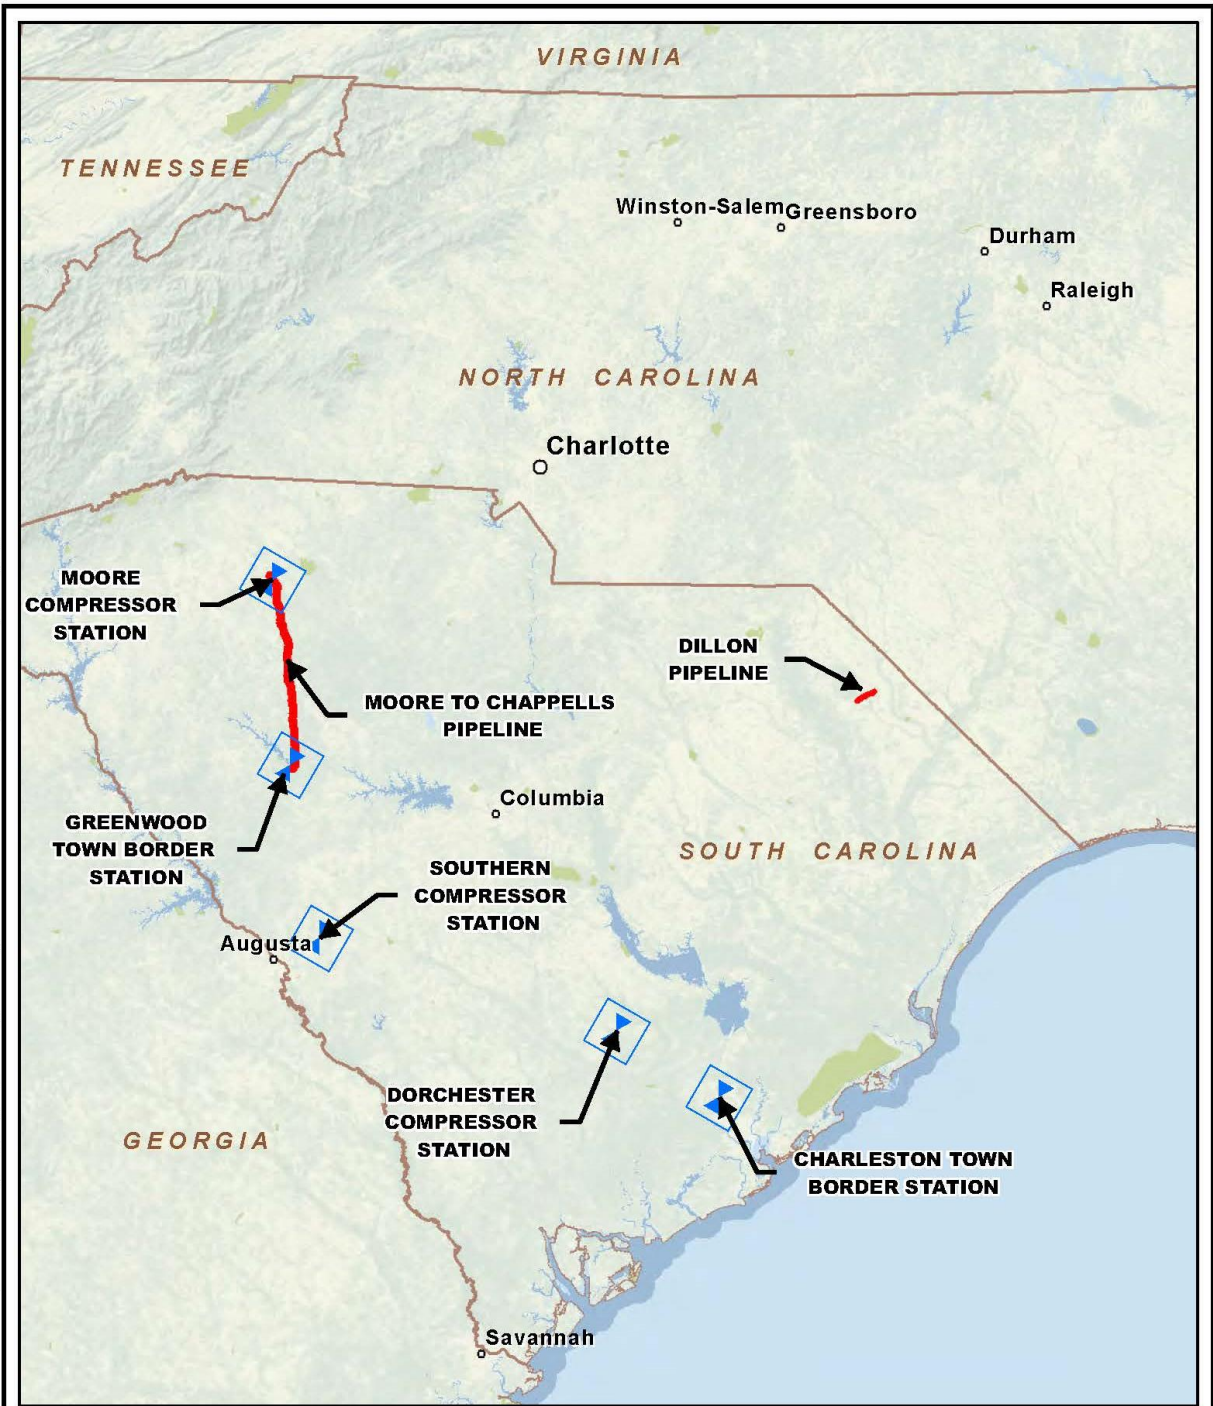 VIRGINIA
TENNESSEE
Winston-Salem
Greensboro
Durham
Raleigh
NORTH CAROLINA
Charlotte
MOORE
COMPRESSOR
STATION
DILLON
PIPELINE
MOORE TO CHAPPELLS
PIPELINE
Columbia
GREENWOOD
TOWN BORDER
STATION
SOUTH CAROLINA
SOUTHERN
COMPRESSOR
STATION
Augusta
DORCHESTER
COMPRESSOR
STATION
GEORGIA
CHARLESTON TOWN
BORDER STATION
Savannah